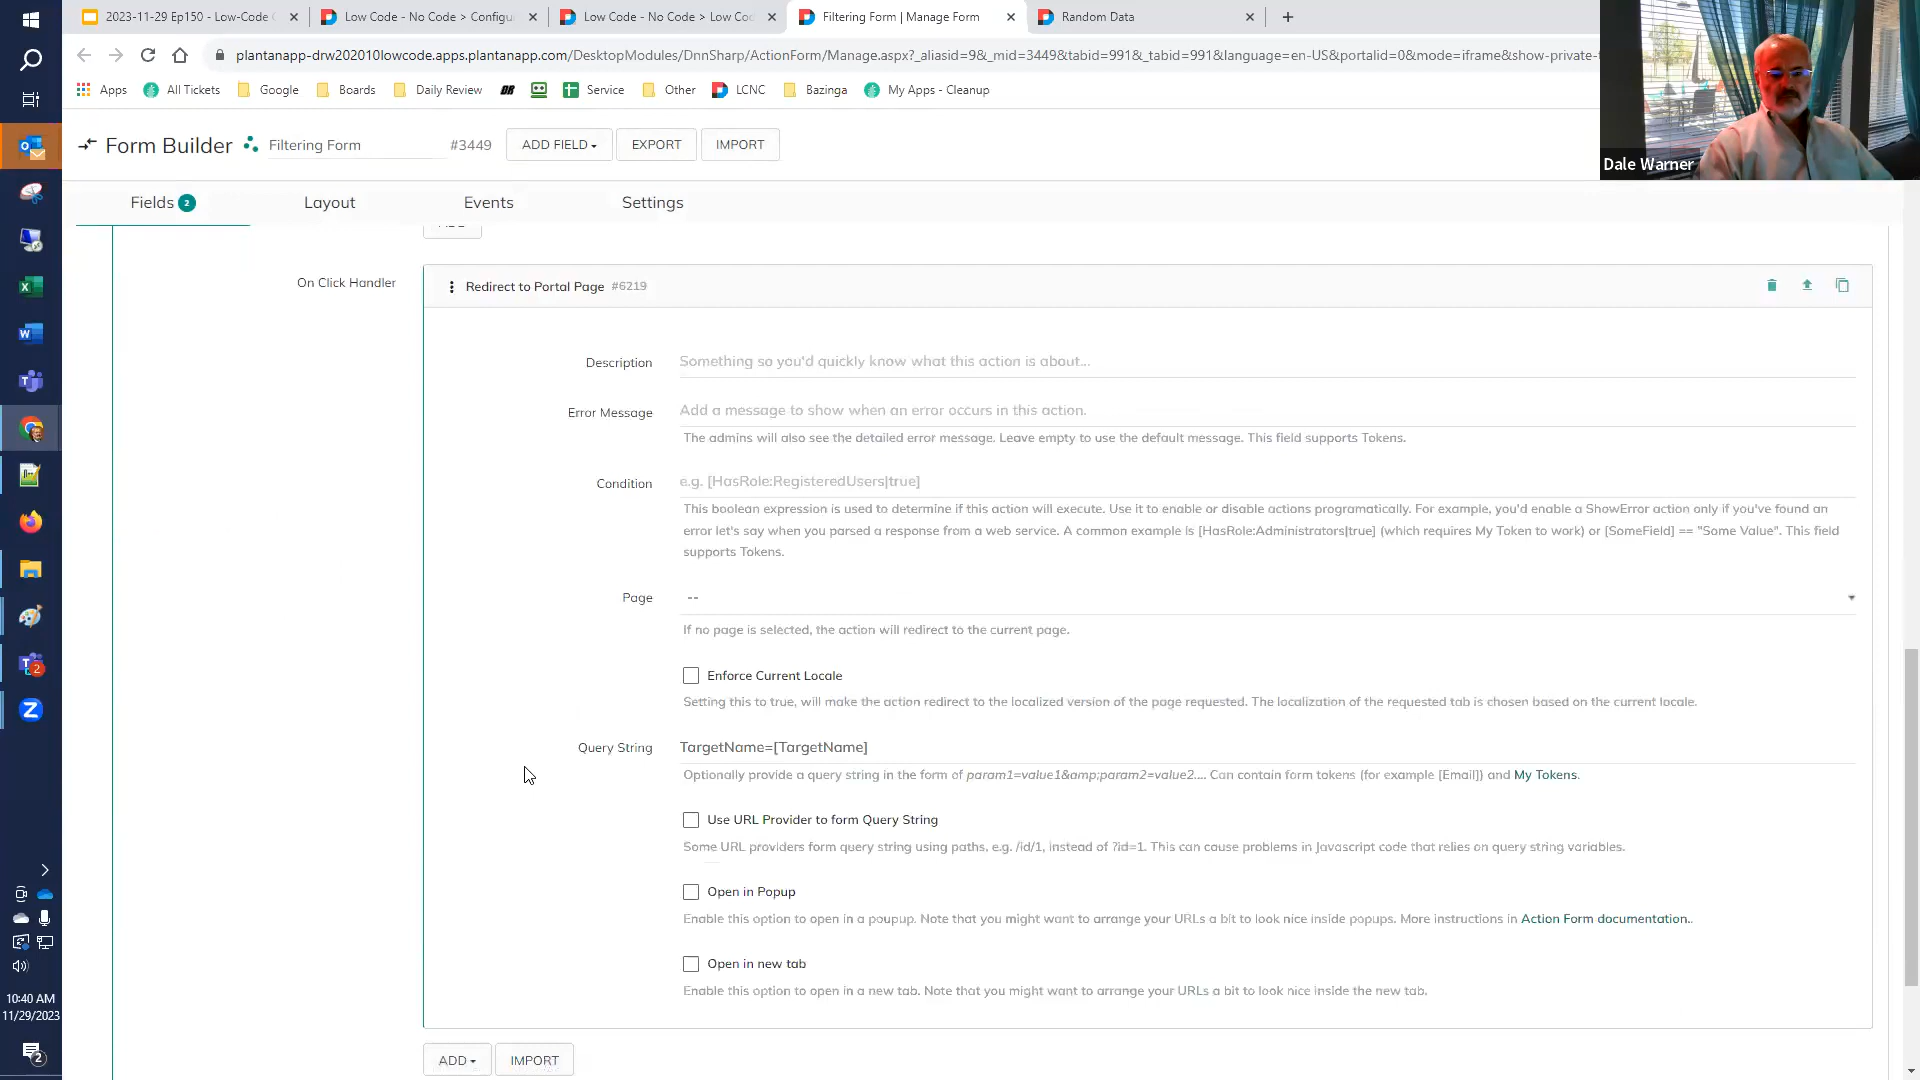 2023-11-29 Ep150 - Low-Code
Low Code - No Code > Configu
Low Code - No Code > Low Coc
Filtering Form | Manage Form
Random Data
plantanapp-drw202010lowcode.apps.plantanapp.com/DesktopModules/DnnSharp/ActionForm/Manage.aspx?_aliasid=9&_mid=3449&tabid=991&_tabid=991&language=en-US&portalid=0&mode=iframe&show-private-
Apps
All Tickets
Google
Boards
Daily Review
DR
Service
Other
LCNC
Bazinga
My Apps - Cleanup
Dale Warner
Form Builder
Filtering Form
#3449
ADD FIELD
EXPORT
IMPORT
Fields 2
Layout
Events
Settings
On Click Handler
Redirect to Portal Page #6219
Description
Something so you'd quickly know what this action is about...
Error Message
Add a message to show when an error occurs in this action.
The admins will also see the detailed error message. Leave empty to use the default message. This field supports Tokens.
Condition
e.g. [HasRole:RegisteredUsers|true]
This boolean expression is used to determine if this action will execute. Use it to enable or disable actions programatically. For example, you'd enable a ShowError action only if you've found an
error let's say when you parsed a response from a web service. A common example is [HasRole:Administrators|true] (which requires My Token to work) or [SomeField] == "Some Value". This field
supports Tokens.
Page
--
If no page is selected, the action will redirect to the current page.
Enforce Current Locale
Setting this to true, will make the action redirect to the localized version of the page requested. The localization of the requested tab is chosen based on the current locale.
Query String
TargetName=[TargetName]
Optionally provide a query string in the form of param1=value1&amp;param2=value2.... Can contain form tokens (for example [Email]) and My Tokens.
Use URL Provider to form Query String
Some URL providers form query string using paths, e.g. /id/1, instead of ?id=1. This can cause problems in Javascript code that relies on query string variables.
Open in Popup
Enable this option to open in a poupup. Note that you might want to arrange your URLs a bit to look nice inside popups. More instructions in Action Form documentation..
Open in new tab
Enable this option to open in a new tab. Note that you might want to arrange your URLs a bit to look nice inside the new tab.
ADD
IMPORT
10:40 AM
11/29/2023
2